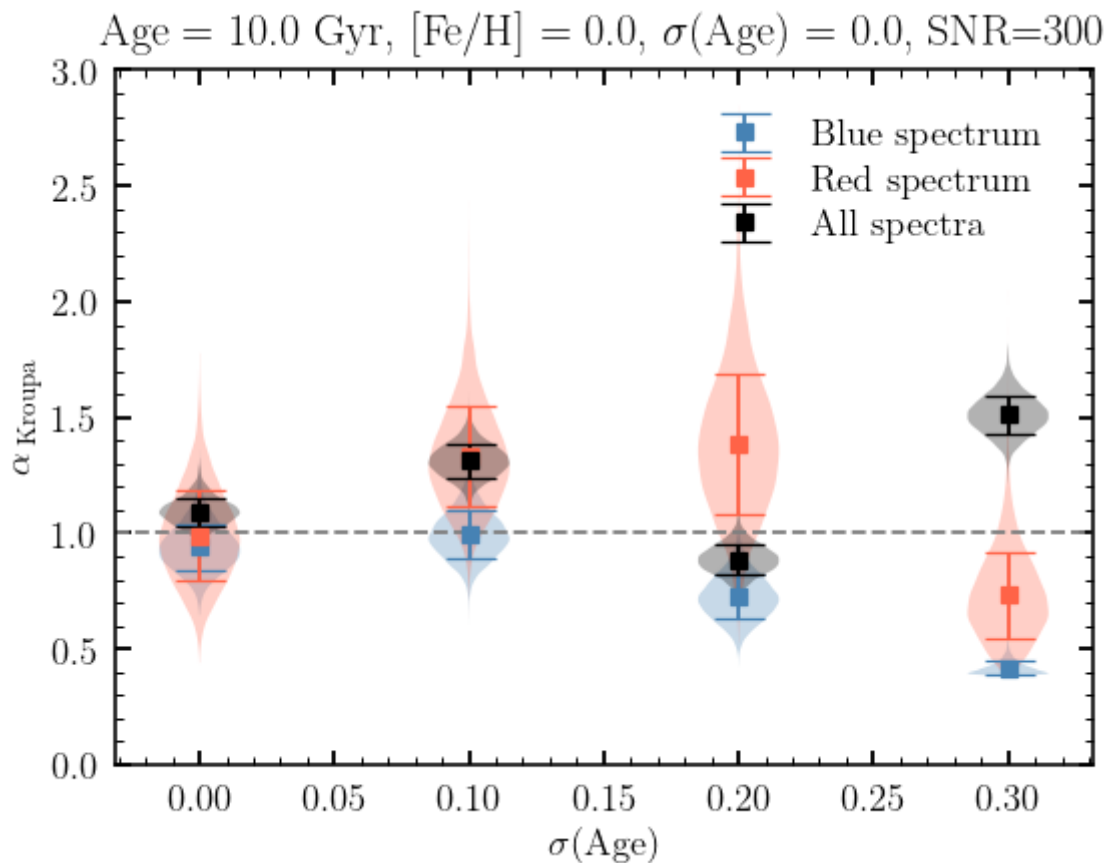 Age = 10.0 Gyr, [Fe/H] = 0.0, σ(Age) = 0.0, SNR=300
3.0
2.5
2.0
1.5
1.0
0.5
0.0
α Kroupa
Blue spectrum
Red spectrum
All spectra
0.00 0.05 0.10 0.15 0.20 0.25 0.30
σ(Age)